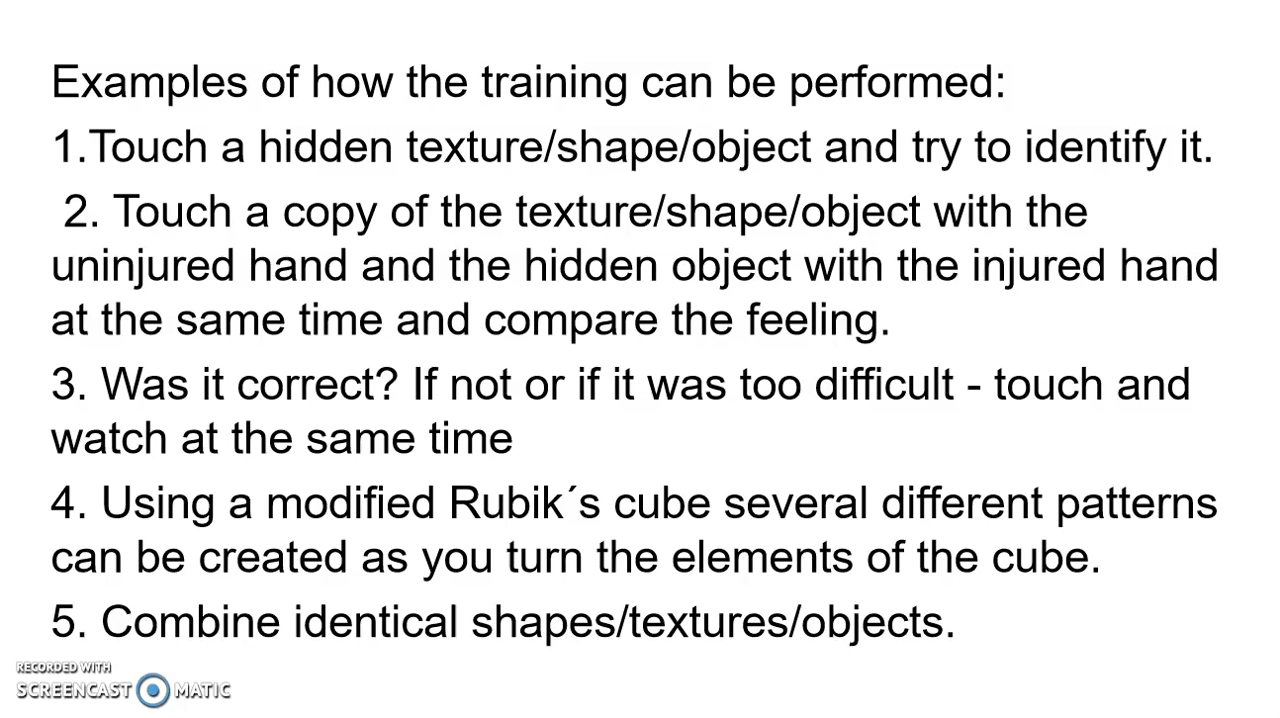 Examples of how the training can be performed:
1.Touch a hidden texture/shape/object and try to identify it.
2. Touch a copy of the texture/shape/object with the
uninjured hand and the hidden object with the injured hand
at the same time and compare the feeling.
3. Was it correct? If not or if it was too difficult - touch and
watch at the same time
4. Using a modified Rubik´s cube several different patterns
can be created as you turn the elements of the cube.
5. Combine identical shapes/textures/objects.
RECORDED WITH
SCREENCAST MATIC